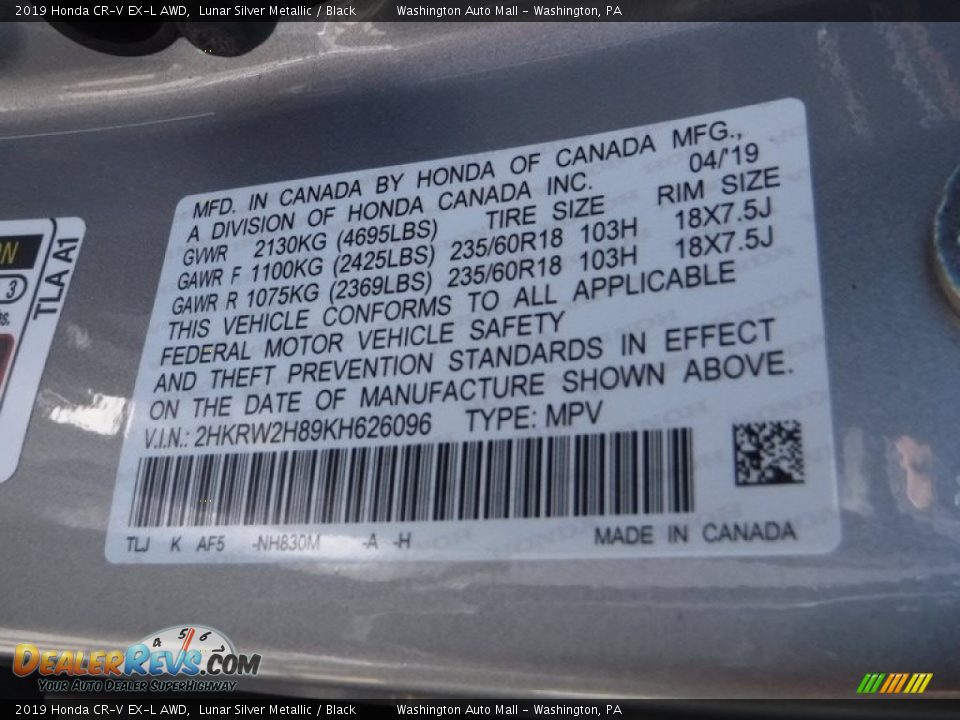 2019 Honda CR-V EX-L AWD,  Lunar Silver Metallic / Black        Washington Auto Mall - Washington, PA
MFD. IN CANADA BY HONDA OF CANADA MFG.,
A DIVISION OF HONDA CANADA INC. 04/'19
GVWR 2130KG (4695LBS) TIRE SIZE RIM SIZE
GAWR F 1100KG (2425LBS) 235/60R18 103H 18X7.5J
GAWR R 1075KG (2369LBS) 235/60R18 103H 18X7.5J
THIS VEHICLE CONFORMS TO ALL APPLICABLE
FEDERAL MOTOR VEHICLE SAFETY
AND THEFT PREVENTION STANDARDS IN EFFECT
ON THE DATE OF MANUFACTURE SHOWN ABOVE.
V.I.N.: 2HKRW2H89KH626096 TYPE: MPV
TLJ K AF5 -NH830M -A -H MADE IN CANADA
TLA A1
3
4 5 6
DEALERREVS.COM
YOUR AUTO DEALER SUPERHIGHWAY
2019 Honda CR-V EX-L AWD,  Lunar Silver Metallic / Black        Washington Auto Mall - Washington, PA